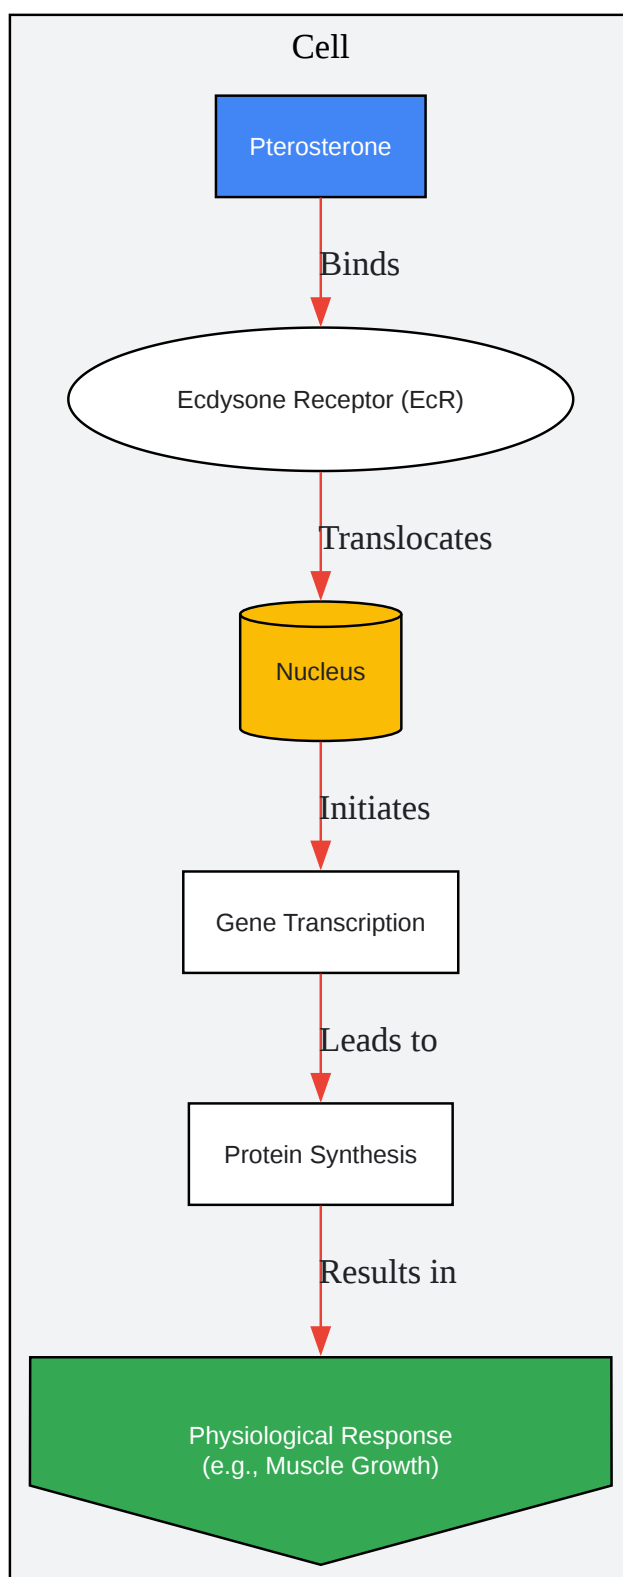 Cell
Pterosterone
Binds
Ecdysone Receptor (EcR)
Translocates
Nucleus
Initiates
Gene Transcription
Leads to
Protein Synthesis
Results in
Physiological Response
(e.g., Muscle Growth)